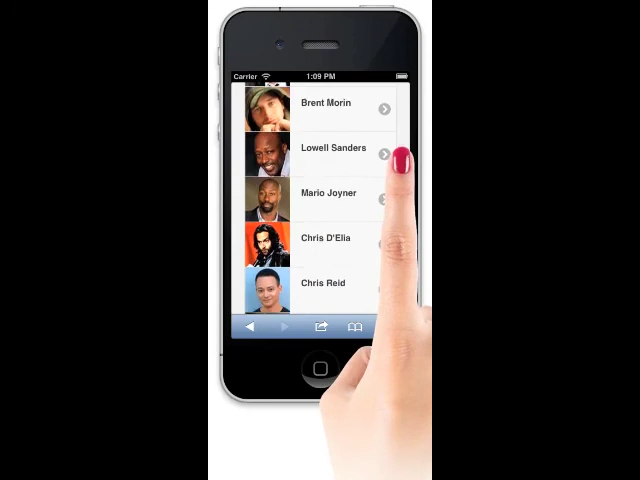 Carrier 1:09 PM
Brent Morin
Lowell Sanders
Mario Joyner
Chris D'Elia
Chris Reid